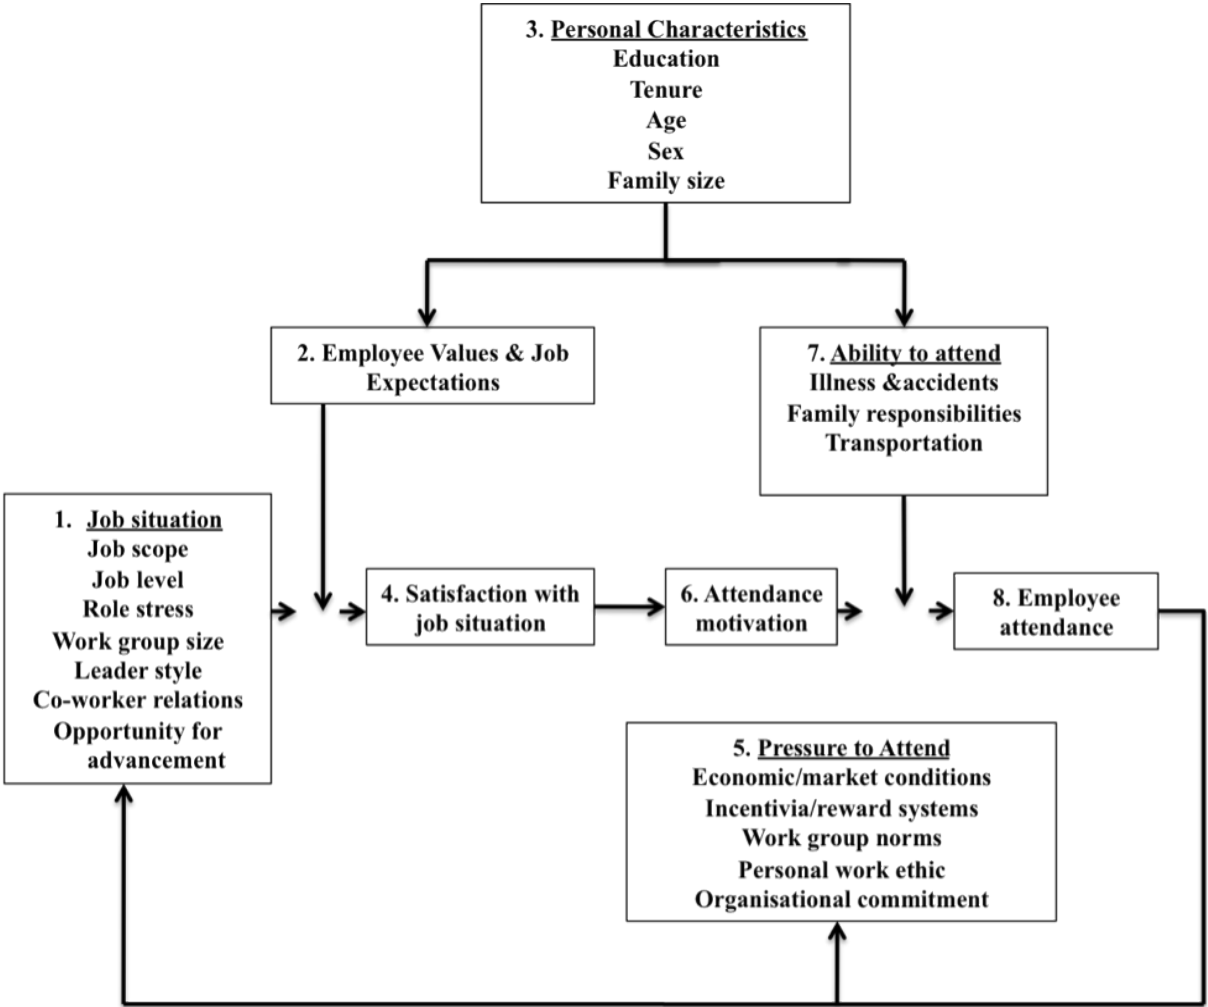 3. Personal Characteristics
Education
Tenure
Age
Sex
Family size
2. Employee Values & Job
Expectations
7. Ability to attend
Illness &accidents
Family responsibilities
Transportation
1. Job situation
Job scope
Job level
Role stress
Work group size
Leader style
Co-worker relations
Opportunity for
advancement
4. Satisfaction with
job situation
6. Attendance
motivation
8. Employee
attendance
5. Pressure to Attend
Economic/market conditions
Incentivia/reward systems
Work group norms
Personal work ethic
Organisational commitment